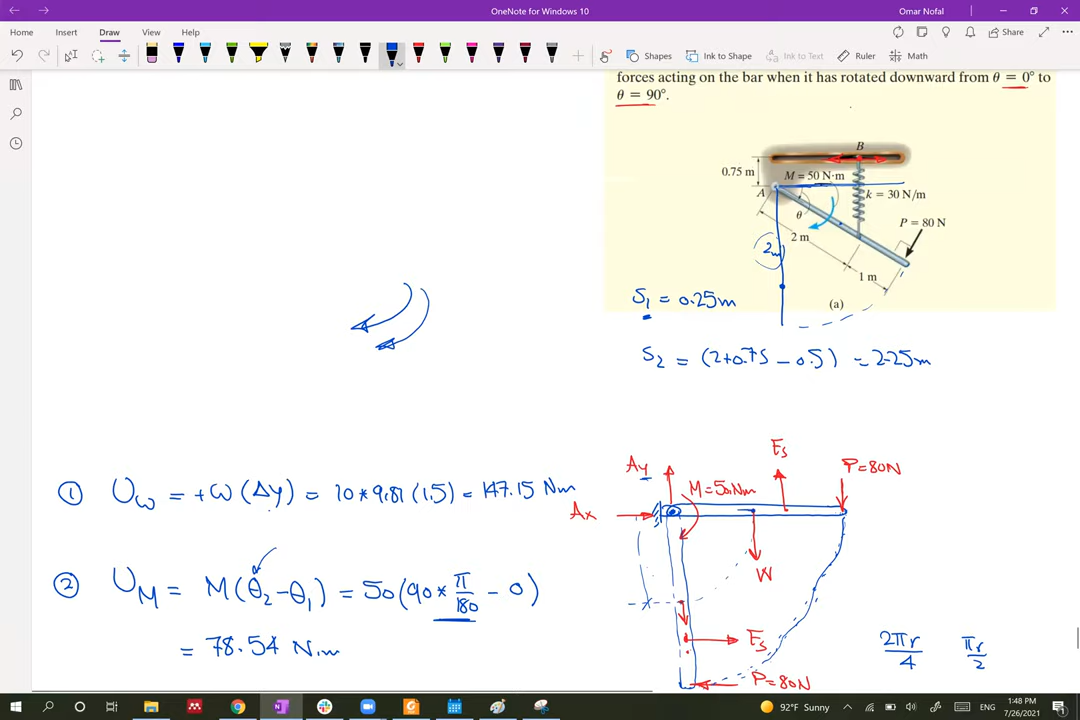 OneNote for Windows 10
Omar Nofal
Home Insert Draw View Help
Share
Shapes Ink to Shape Ink to Text Ruler Math
forces acting on the bar when it has rotated downward from θ = 0° to
θ = 90°.
B
0.75 m
M = 50 N·m
A
k = 30 N/m
θ
P = 80 N
2 m
2m
1 m
(a)
S1 = 0.25m
S2 = (2+0.75 - 0.5) = 2.25m
① Uω = +ω(Δy) = 10*9.81(1.5) = 147.15 Nm
② UM = M(θ2-θ1) = 50(90*π/180 - 0)
= 78.54 N.m
Ay
Es
P=80N
M=50Nm
Ax
W
Es
P=80N
2πr/4 πr/2
92°F Sunny
ENG
1:48 PM
7/26/2021